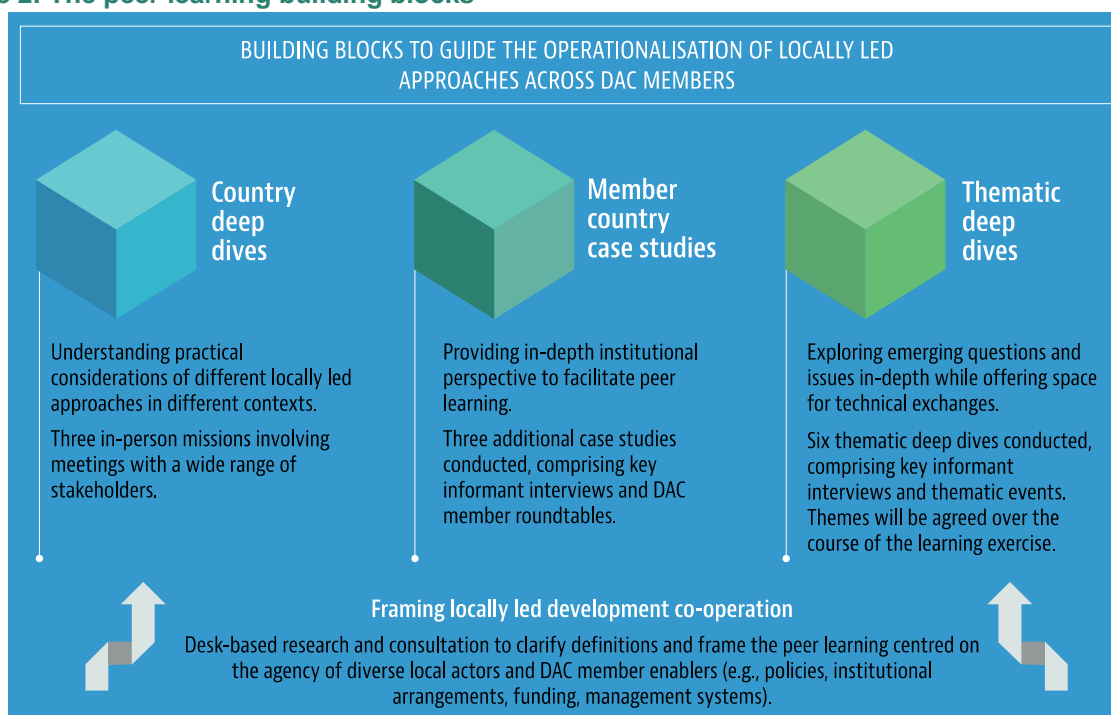 2: The peer learning building blocks
BUILDING BLOCKS TO GUIDE THE OPERATIONALISATION OF LOCALLY LED
APPROACHES ACROSS DAC MEMBERS
Country
deep
dives
Understanding practical
considerations of different locally led
approaches in different contexts.
Three in-person missions involving
meetings with a wide range of
stakeholders.
Member
country
case studies
Providing in-depth institutional
perspective to facilitate peer
learning.
Three additional case studies
conducted, comprising key
informant interviews and DAC
member roundtables.
Thematic
deep
dives
Exploring emerging questions and
issues in-depth while offering space
for technical exchanges.
Six thematic deep dives conducted,
comprising key informant
interviews and thematic events.
Themes will be agreed over the
course of the learning exercise.
Framing locally led development co-operation
Desk-based research and consultation to clarify definitions and frame the peer learning centred on
the agency of diverse local actors and DAC member enablers (e.g., policies, institutional
arrangements, funding, management systems).